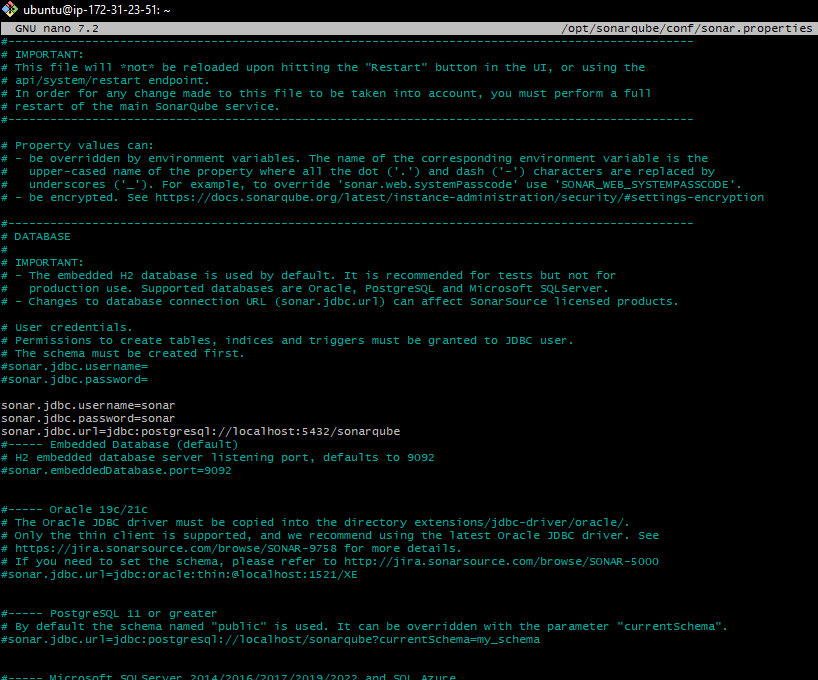 ubuntu@ip-172-31-23-51: ~
GNU nano 7.2 /opt/sonarqube/conf/sonar.properties
#--------------------------------------------------------------------------------------------------
# IMPORTANT:
# This file will *not* be reloaded upon hitting the "Restart" button in the UI, or using the
# api/system/restart endpoint.
# In order for any change made to this file to be taken into account, you must perform a full
# restart of the main SonarQube service.
#--------------------------------------------------------------------------------------------------
# Property values can:
# - be overridden by environment variables. The name of the corresponding environment variable is the
#   upper-cased name of the property where all the dot ('.') and dash ('-') characters are replaced by
#   underscores ('_'). For example, to override 'sonar.web.systemPasscode' use 'SONAR_WEB_SYSTEMPASSCODE'.
# - be encrypted. See https://docs.sonarqube.org/latest/instance-administration/security/#settings-encryption
#--------------------------------------------------------------------------------------------------
# DATABASE
#
# IMPORTANT:
# - The embedded H2 database is used by default. It is recommended for tests but not for
#   production use. Supported databases are Oracle, PostgreSQL and Microsoft SQLServer.
# - Changes to database connection URL (sonar.jdbc.url) can affect SonarSource licensed products.
# User credentials.
# Permissions to create tables, indices and triggers must be granted to JDBC user.
# The schema must be created first.
#sonar.jdbc.username=
#sonar.jdbc.password=
sonar.jdbc.username=sonar
sonar.jdbc.password=sonar
sonar.jdbc.url=jdbc:postgresql://localhost:5432/sonarqube
#----- Embedded Database (default)
# H2 embedded database server listening port, defaults to 9092
#sonar.embeddedDatabase.port=9092
#----- Oracle 19c/21c
# The Oracle JDBC driver must be copied into the directory extensions/jdbc-driver/oracle/.
# Only the thin client is supported, and we recommend using the latest Oracle JDBC driver. See
# https://jira.sonarsource.com/browse/SONAR-9758 for more details.
# If you need to set the schema, please refer to http://jira.sonarsource.com/browse/SONAR-5000
#sonar.jdbc.url=jdbc:oracle:thin:@localhost:1521/XE
#----- PostgreSQL 11 or greater
# By default the schema named "public" is used. It can be overridden with the parameter "currentSchema".
#sonar.jdbc.url=jdbc:postgresql://localhost/sonarqube?currentSchema=my_schema
#----- Microsoft SQLServer 2014/2016/2017/2019/2022 and SQL Azure